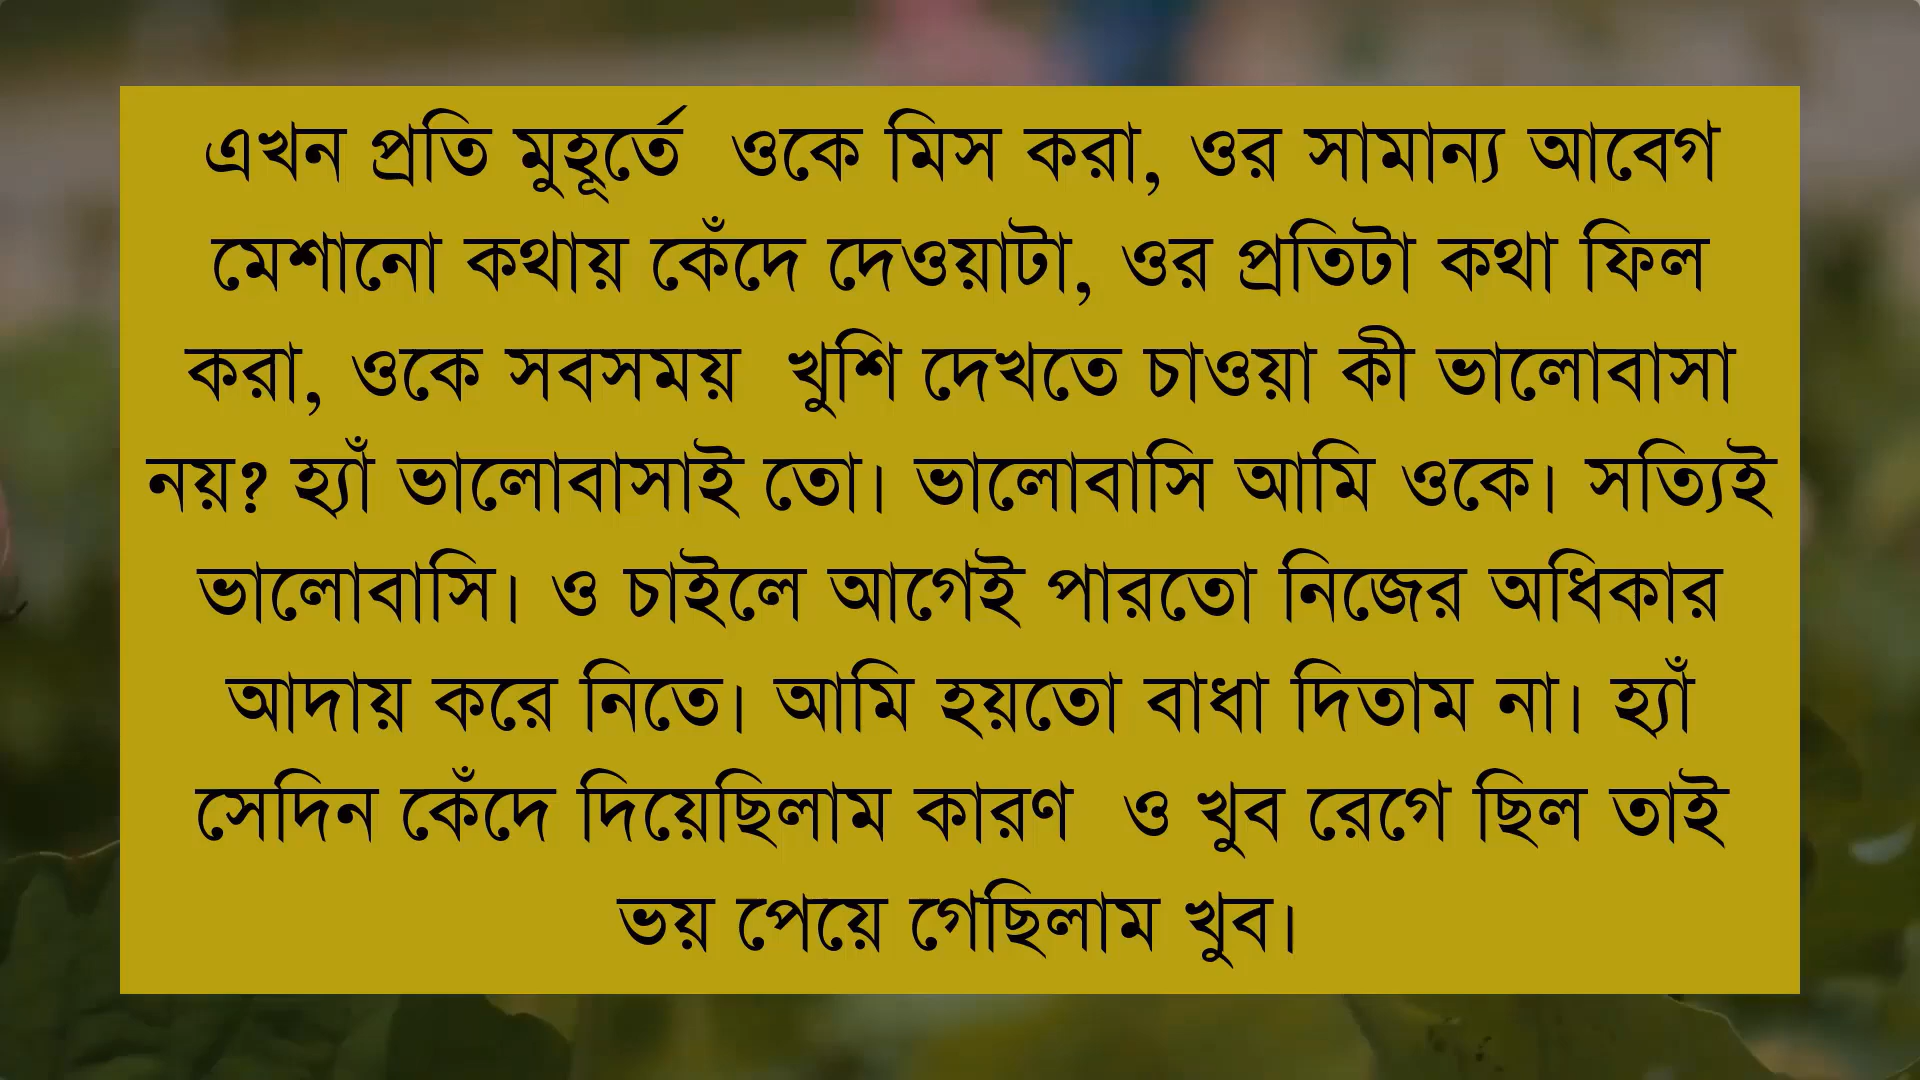 এখন প্রতি মুহূর্তে  ওকে মিস করা, ওর সামান্য আবেগ
মেশানো কথায় কেঁদে দেওয়াটা, ওর প্রতিটা কথা ফিল
করা, ওকে সবসময়  খুশি দেখতে চাওয়া কী ভালোবাসা
নয়? হ্যাঁ ভালোবাসাই তো। ভালোবাসি আমি ওকে। সত্যিই
ভালোবাসি। ও চাইলে আগেই পারতো নিজের অধিকার
আদায় করে নিতে। আমি হয়তো বাধা দিতাম না। হ্যাঁ
সেদিন কেঁদে দিয়েছিলাম কারণ  ও খুব রেগে ছিল তাই
ভয় পেয়ে গেছিলাম খুব।